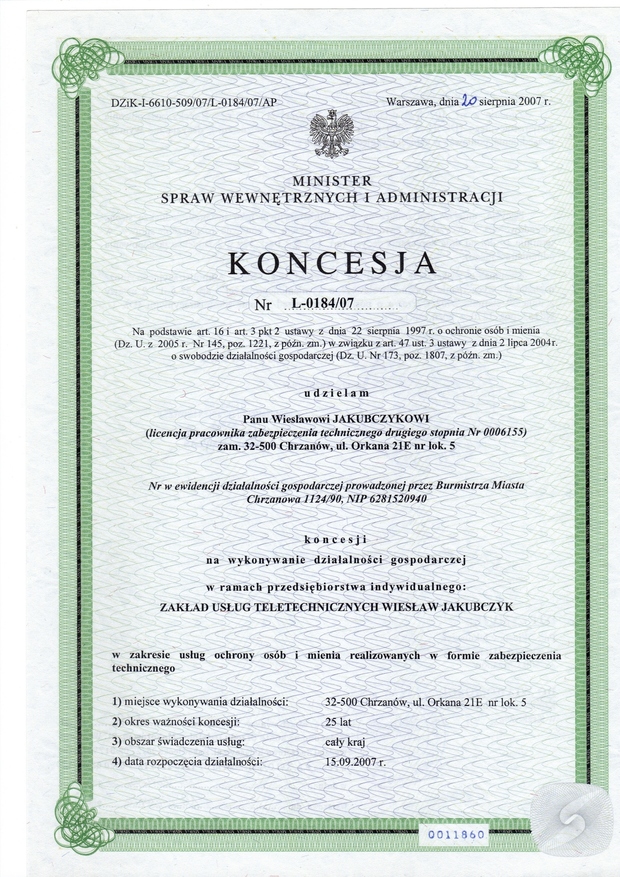 DZiK-I-6610-509/07/L-0184/07/AP
Warszawa, dnia 20 sierpnia 2007 r.
MINISTER
SPRAW WEWNĘTRZNYCH I ADMINISTRACJI
KONCESJA
Nr L-0184/07
Na podstawie art. 16 i art. 3 pkt 2 ustawy z dnia 22 sierpnia 1997 r. o ochronie osób i mienia
(Dz. U. z 2005 r. Nr 145, poz. 1221, z późn. zm.) w związku z art. 47 ust. 3 ustawy z dnia 2 lipca 2004r.
o swobodzie działalności gospodarczej (Dz. U. Nr 173, poz. 1807, z późn. zm.)
udzielam
Panu Wiesławowi JAKUBCZYKOWI
(licencja pracownika zabezpieczenia technicznego drugiego stopnia Nr 0006155)
zam. 32-500 Chrzanów, ul. Orkana 21E nr lok. 5
Nr w ewidencji działalności gospodarczej prowadzonej przez Burmistrza Miasta
Chrzanowa 1124/90, NIP 6281520940
koncesji
na wykonywanie działalności gospodarczej
w ramach przedsiębiorstwa indywidualnego:
ZAKŁAD USŁUG TELETECHNICZNYCH WIESŁAW JAKUBCZYK
w zakresie usług ochrony osób i mienia realizowanych w formie zabezpieczenia
technicznego
1) miejsce wykonywania działalności: 32-500 Chrzanów, ul. Orkana 21E nr lok. 5
2) okres ważności koncesji: 25 lat
3) obszar świadczenia usług: cały kraj
4) data rozpoczęcia działalności: 15.09.2007 r.
0011860